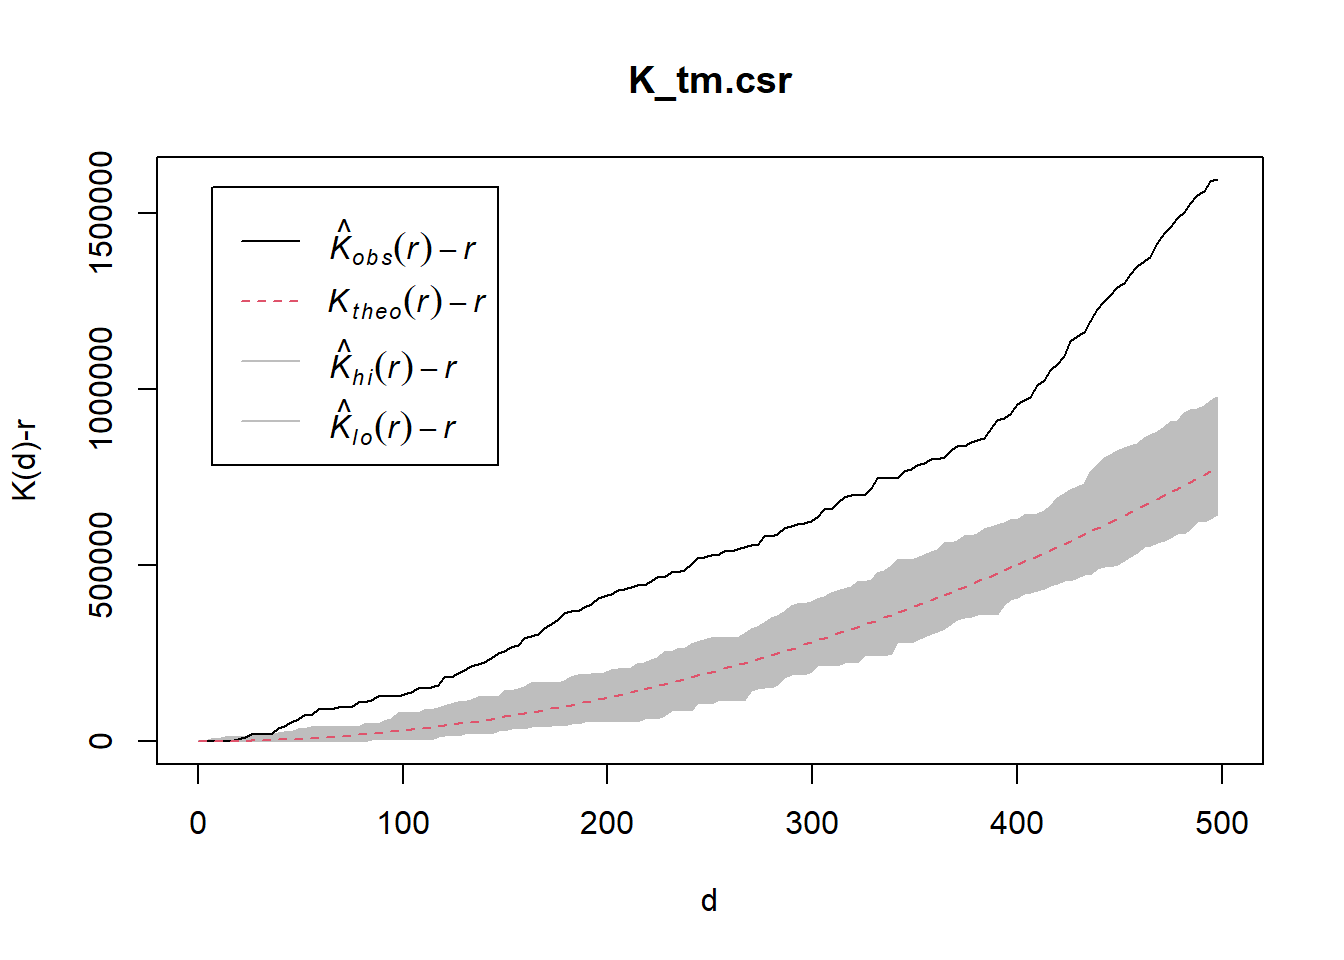 K_tm.csr
K̂obs(r) − r
Ktheo(r) − r
K̂hi(r) − r
K̂lo(r) − r
K(d)-r
1500000
1000000
500000
0
0 100 200 300 400 500
d